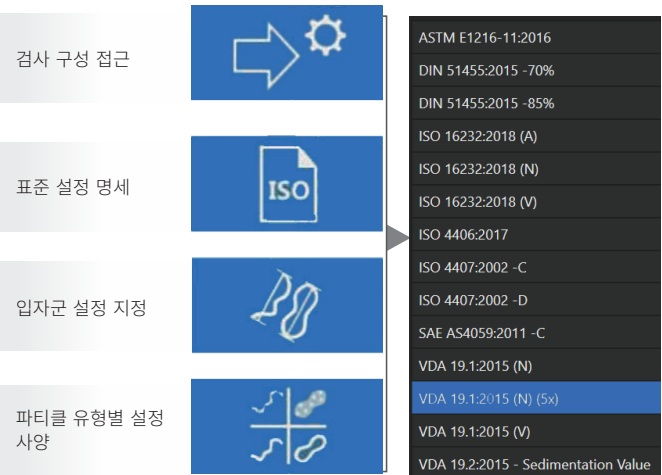 검사 구성 접근
표준 설정 명세
ISO
입자군 설정 지정
파티클 유형별 설정
사양
ASTM E1216-11:2016
DIN 51455:2015 -70%
DIN 51455:2015 -85%
ISO 16232:2018 (A)
ISO 16232:2018 (N)
ISO 16232:2018 (V)
ISO 4406:2017
ISO 4407:2002 -C
ISO 4407:2002 -D
SAE AS4059:2011 -C
VDA 19.1:2015 (N)
VDA 19.1:2015 (N) (5x)
VDA 19.1:2015 (V)
VDA 19.2:2015 - Sedimentation Value